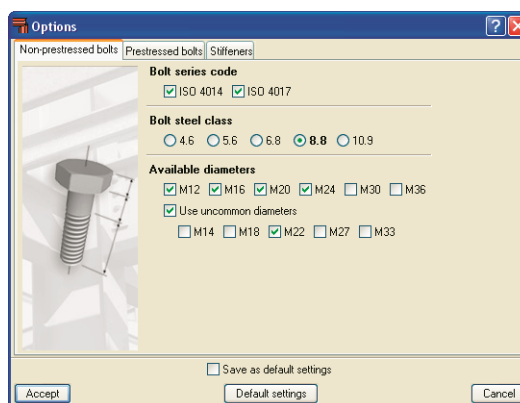 Options
Non-prestressed bolts Prestressed bolts Stiffeners
Bolt series code
ISO 4014 ISO 4017
Bolt steel class
4.6 5.6 6.8 8.8 10.9
Available diameters
M12 M16 M20 M24 M30 M36
Use uncommon diameters
M14 M18 M22 M27 M33
Save as default settings
Accept Default settings Cancel